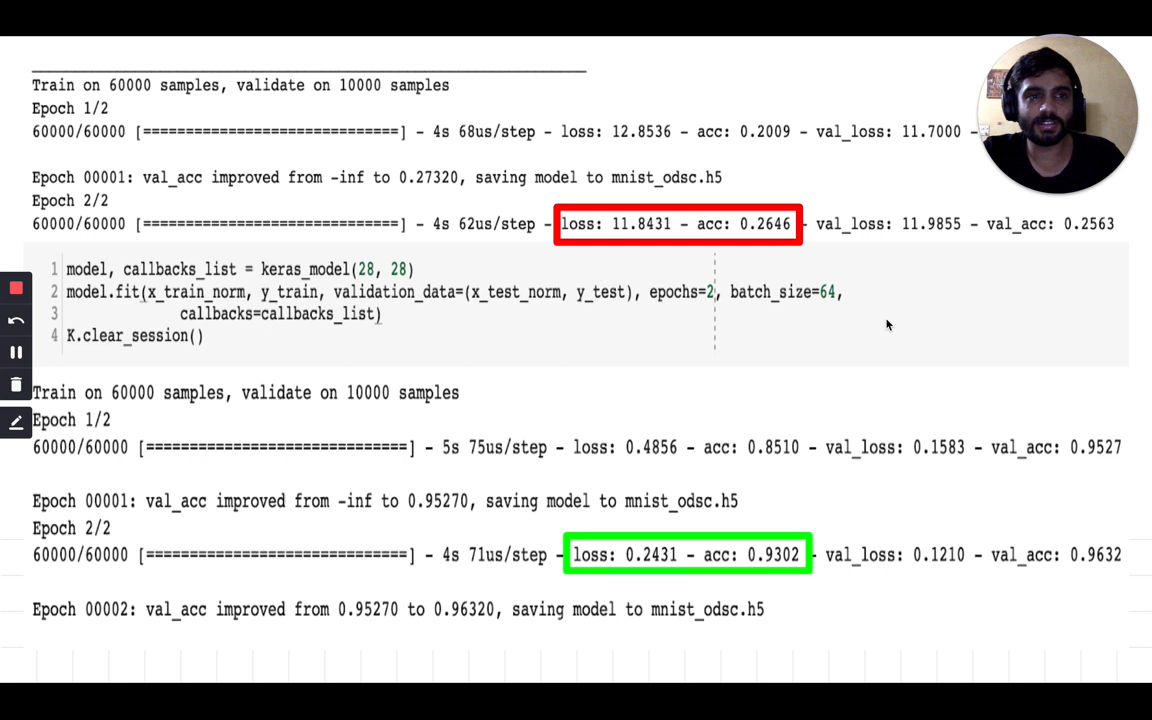 Train on 60000 samples, validate on 10000 samples
Epoch 1/2
60000/60000 [==============================] - 4s 68us/step - loss: 12.8536 - acc: 0.2009 - val_loss: 11.7000 -
Epoch 00001: val_acc improved from -inf to 0.27320, saving model to mnist_odsc.h5
Epoch 2/2
60000/60000 [==============================] - 4s 62us/step - loss: 11.8431 - acc: 0.2646 - val_loss: 11.9855 - val_acc: 0.2563
1 model, callbacks_list = keras_model(28, 28)
2 model.fit(x_train_norm, y_train, validation_data=(x_test_norm, y_test), epochs=2, batch_size=64,
3 callbacks=callbacks_list)
4 K.clear_session()
Train on 60000 samples, validate on 10000 samples
Epoch 1/2
60000/60000 [==============================] - 5s 75us/step - loss: 0.4856 - acc: 0.8510 - val_loss: 0.1583 - val_acc: 0.9527
Epoch 00001: val_acc improved from -inf to 0.95270, saving model to mnist_odsc.h5
Epoch 2/2
60000/60000 [==============================] - 4s 71us/step - loss: 0.2431 - acc: 0.9302 - val_loss: 0.1210 - val_acc: 0.9632
Epoch 00002: val_acc improved from 0.95270 to 0.96320, saving model to mnist_odsc.h5